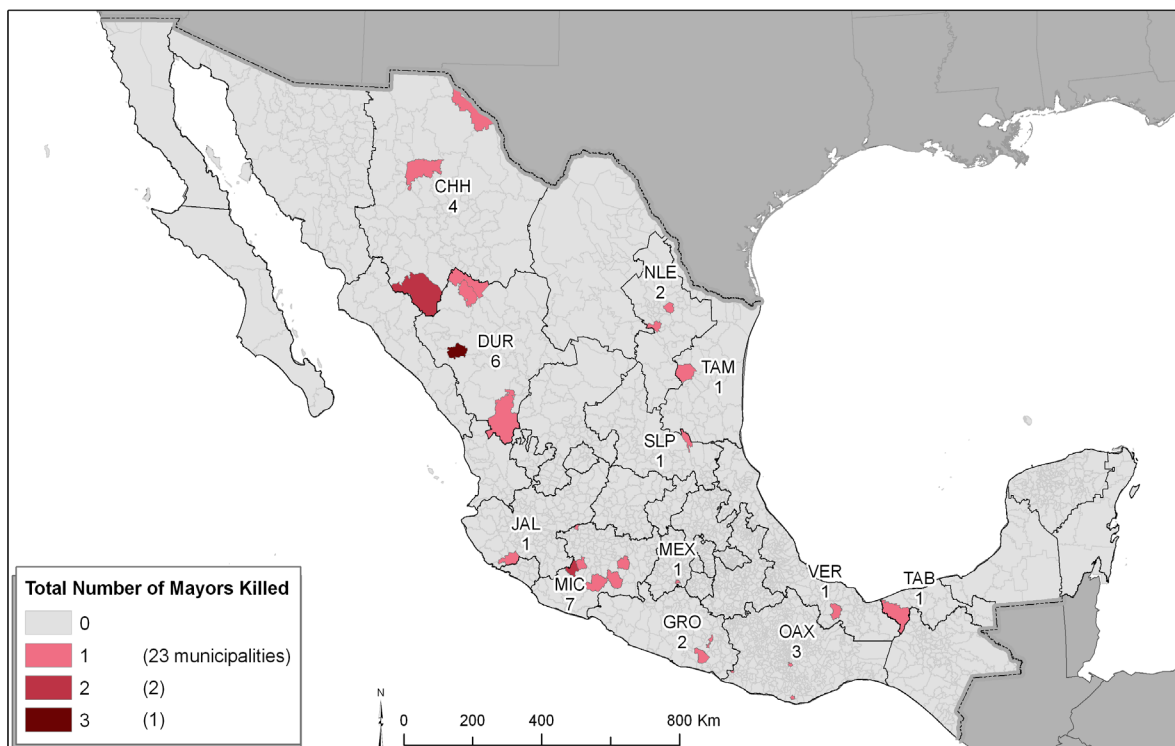 CHH
4
NLE
2
DUR
6
TAM
1
SLP
1
JAL
1
MEX
1
MIC
7
VER
1
TAB
1
GRO
2
OAX
3
Total Number of Mayors Killed
0
1 (23 municipalities)
2 (2)
3 (1)
N
0 200 400 800 Km